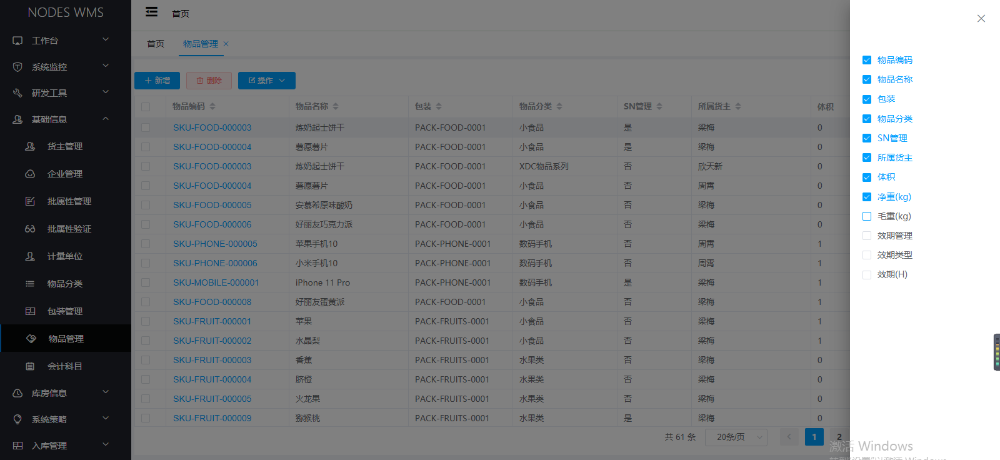 NODES WMS
工作台
系统监控
研发工具
基础信息
货主管理
企业管理
批属性管理
批属性验证
计量单位
物品分类
包装管理
物品管理
会计科目
库房信息
系统策略
入库管理
首页
首页 物品管理
新增 删除 操作
物品编码 物品名称 包装 物品分类 SN管理 所属货主 体积
SKU-FOOD-000003 炼奶起士饼干 PACK-FOOD-0001 小食品 是 梁梅 0
SKU-FOOD-000004 薯愿薯片 PACK-FOOD-0001 小食品 是 梁梅 0
SKU-FOOD-000003 炼奶起士饼干 PACK-FOOD-0001 XDC物品系列 否 欣天新 0
SKU-FOOD-000004 薯愿薯片 PACK-FOOD-0001 小食品 否 周霄 0
SKU-FOOD-000005 安慕希原味酸奶 PACK-FOOD-0001 小食品 否 梁梅 0
SKU-FOOD-000006 好丽友巧克力派 PACK-FOOD-0001 小食品 否 梁梅 0
SKU-PHONE-000005 苹果手机10 PACK-PHONE-0001 数码手机 否 周霄 1
SKU-PHONE-000006 小米手机10 PACK-PHONE-0001 数码手机 否 周霄 1
SKU-MOBILE-000001 iPhone 11 Pro PACK-PHONE-0001 数码手机 是 梁梅 1
SKU-FOOD-000008 好丽友蛋黄派 PACK-FOOD-0001 小食品 否 梁梅 1
SKU-FRUIT-000001 苹果 PACK-FRUITS-0001 小食品 否 梁梅 1
SKU-FRUIT-000002 水晶梨 PACK-FRUITS-0001 小食品 否 梁梅 1
SKU-FRUIT-000003 香蕉 PACK-FRUITS-0001 水果类 否 梁梅 0
SKU-FRUIT-000004 脐橙 PACK-FRUITS-0001 水果类 否 梁梅 0
SKU-FRUIT-000005 火龙果 PACK-FRUITS-0001 水果类 否 梁梅 0
SKU-FRUIT-000009 猕猴桃 PACK-FRUITS-0001 水果类 是 梁梅 0
共 61 条 20条/页 1 2
物品编码
物品名称
包装
物品分类
SN管理
所属货主
体积
净重(kg)
毛重(kg)
效期管理
效期类型
效期(H)
激活 Windows
转到"设置"以激活 Windows